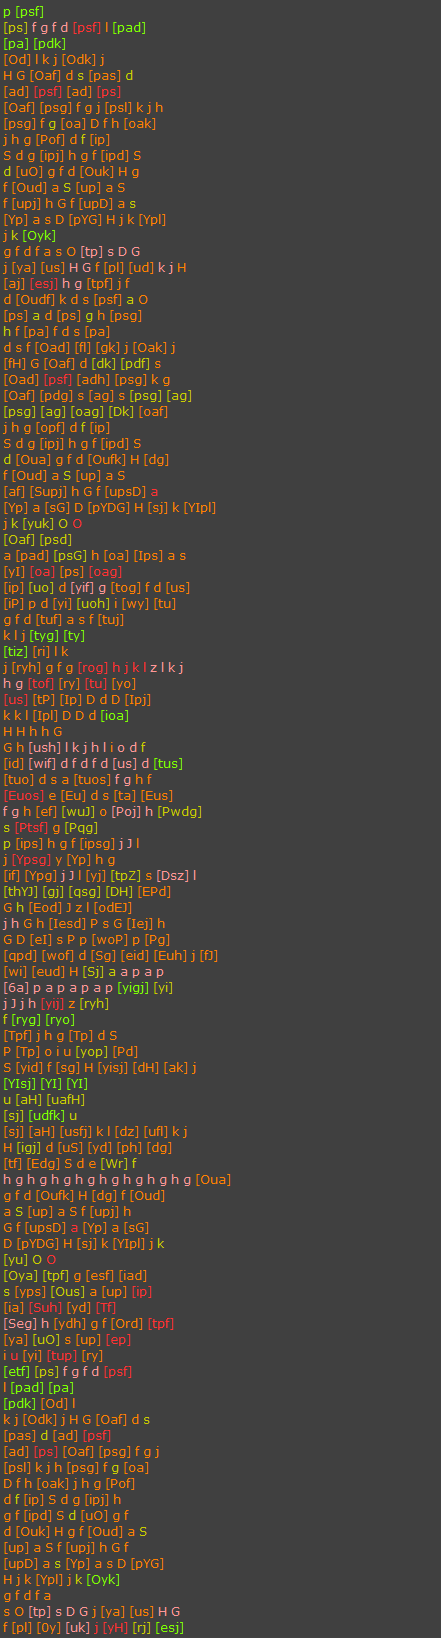 p [psf]
[ps] f g f d [psf] l [pad]
[pa] [pdk]
[Od] l k j [Odk] j
H G [Oaf] d s [pas] d
[ad] [psf] [ad] [ps]
[Oaf] [psg] f g j [psl] k j h
[psg] f g [oa] D f h [oak]
j h g [Pof] d f [ip]
S d g [ipj] h g f [ipd] S
d [uO] g f d [Ouk] H g
f [Oud] a S [up] a S
f [upj] h G f [upD] a s
[Yp] a s D [pYG] H j k [Ypl]
j k [Oyk]
g f d f a s O [tp] s D G
j [ya] [us] H G f [pl] [ud] k j H
[aj] [esj] h g [tpf] j f
d [Oudf] k d s [psf] a O
[ps] a d [ps] g h [psg]
h f [pa] f d s [pa]
d s f [Oad] [fl] [gk] j [Oak] j
[fH] G [Oaf] d [dk] [pdf] s
[Oad] [psf] [adh] [psg] k g
[Oaf] [pdg] s [ag] s [psg] [ag]
[psg] [ag] [oag] [Dk] [oaf]
j h g [opf] d f [ip]
S d g [ipj] h g f [ipd] S
d [Oua] g f d [Oufk] H [dg]
f [Oud] a S [up] a S
[af] [Supj] h G f [upsD] a
[Yp] a [sG] D [pYDG] H [sj] k [YIpl]
j k [yuk] O O
[Oaf] [psd]
a [pad] [psG] h [oa] [Ips] a s
[yI] [oa] [ps] [oag]
[ip] [uo] d [yif] g [tog] f d [us]
[iP] p d [yi] [uoh] i [wy] [tu]
g f d [tuf] a s f [tuj]
k l j [tyg] [ty]
[tiz] [ri] l k
j [ryh] g f g [rog] h j k l z l k j
h g [tof] [ry] [tu] [yo]
[us] [tP] [Ip] D d D [Ipj]
k k l [Ipl] D D d [ioa]
H H h h G
G h [ush] l k j h l i o d f
[id] [wif] d f d f d [us] d [tus]
[tuo] d s a [tuos] f g h f
[Euos] e [Eu] d s [ta] [Eus]
f g h [ef] [wuJ] o [Poj] h [Pwdg]
s [Ptsf] g [Pqg]
p [ips] h g f [ipsg] j J l
j [Ypsg] y [Yp] h g
[if] [Ypg] j J l [yj] [tpZ] s [Dsz] l
[thYJ] [gj] [qsg] [DH] [EPd]
G h [Eod] J z l [odEJ]
j h G h [Iesd] P s G [Iej] h
G D [eI] s P p [woP] p [Pg]
[qpd] [wof] d [Sg] [eid] [Euh] j [fJ]
[wi] [eud] H [Sj] a a p a p
[6a] p a p a p a p [yigj] [yi]
j J j h [yij] z [ryh]
f [ryg] [ryo]
[Tpf] j h g [Tp] d S
P [Tp] o i u [yop] [Pd]
S [yid] f [sg] H [yisj] [dH] [ak] j
[YIsj] [YI] [YI]
u [aH] [uafH]
[sj] [udfk] u
[sj] [aH] [usfj] k l [dz] [ufl] k j
H [igj] d [uS] [yd] [ph] [dg]
[tf] [Edg] S d e [Wr] f
h g h g h g h g h g h g h g h g [Oua]
g f d [Oufk] H [dg] f [Oud]
a S [up] a S f [upj] h
G f [upsD] a [Yp] a [sG]
D [pYDG] H [sj] k [YIpl] j k
[yu] O O
[Oya] [tpf] g [esf] [iad]
s [yps] [Ous] a [up] [ip]
[ia] [Suh] [yd] [Tf]
[Seg] h [ydh] g f [Ord] [tpf]
[ya] [uO] s [up] [ep]
i u [yi] [tup] [ry]
[etf] [ps] f g f d [psf]
l [pad] [pa]
[pdk] [Od] l
k j [Odk] j H G [Oaf] d s
[pas] d [ad] [psf]
[ad] [ps] [Oaf] [psg] f g j
[psl] k j h [psg] f g [oa]
D f h [oak] j h g [Pof]
d f [ip] S d g [ipj] h
g f [ipd] S d [uO] g f
d [Ouk] H g f [Oud] a S
[up] a S f [upj] h G f
[upD] a s [Yp] a s D [pYG]
H j k [Ypl] j k [Oyk]
g f d f a
s O [tp] s D G j [ya] [us] H G
f [pl] [0y] [uk] j [yH] [rj] [esj]